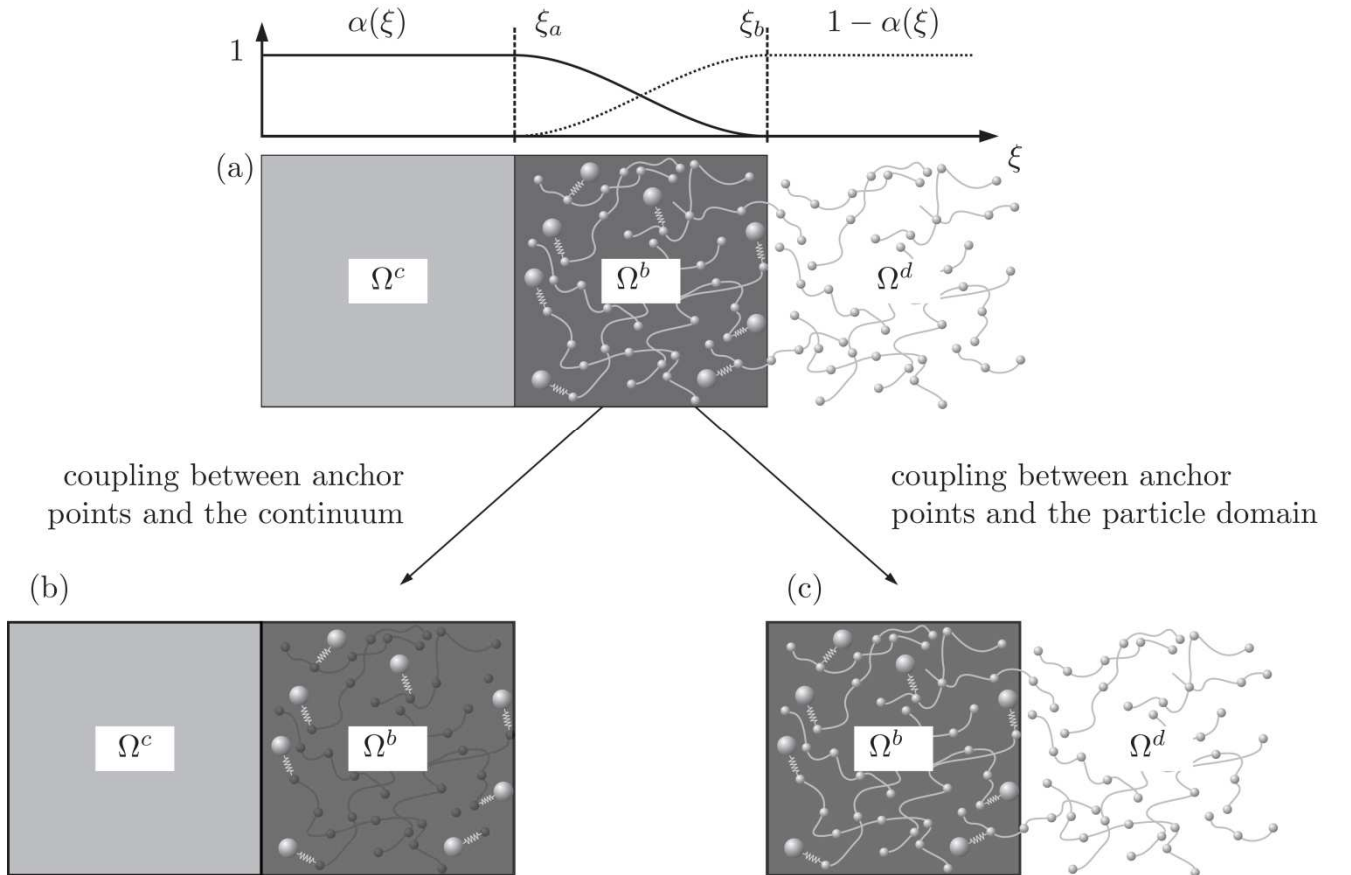 α(ξ) ξ_a ξ_b 1 − α(ξ)
1
ξ
(a)
Ω^c Ω^b Ω^d
coupling between anchor
points and the continuum
coupling between anchor
points and the particle domain
(b)
Ω^c Ω^b
(c)
Ω^b Ω^d